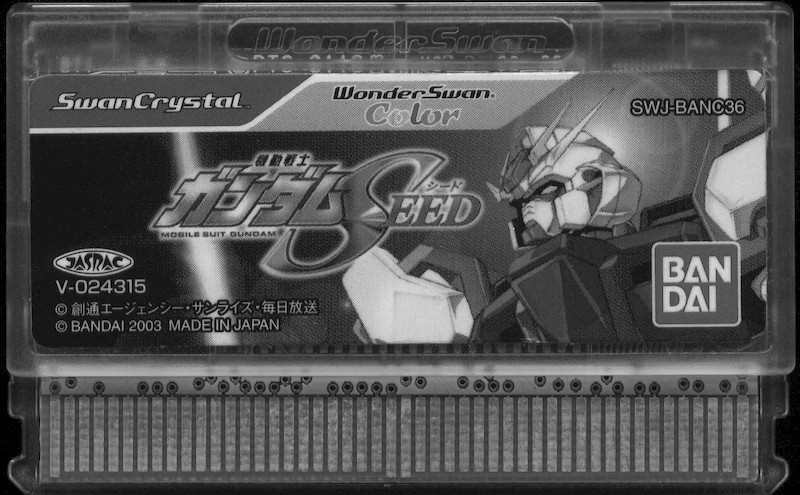 WonderSwan
SwanCrystal
WonderSwan
Color
SWJ-BANC36
機動戦士
ガンダム
SEED
シード
MOBILE SUIT GUNDAM
JASRAC
V-024315
BAN
DAI
© 創通エージェンシー・サンライズ・毎日放送
© BANDAI 2003 MADE IN JAPAN